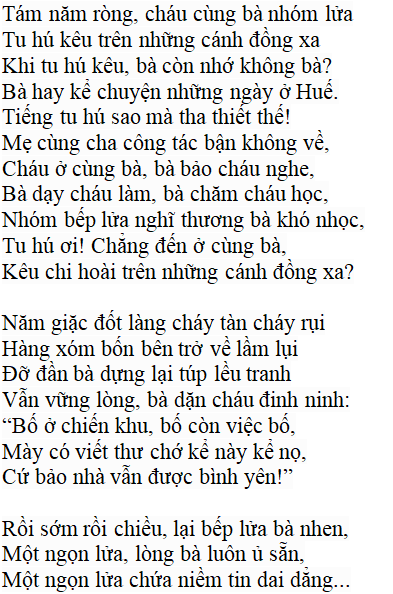 Tám năm ròng, cháu cùng bà nhóm lửa
Tu hú kêu trên những cánh đồng xa
Khi tu hú kêu, bà còn nhớ không bà?
Bà hay kể chuyện những ngày ở Huế.
Tiếng tu hú sao mà tha thiết thế!
Mẹ cùng cha công tác bận không về,
Cháu ở cùng bà, bà bảo cháu nghe,
Bà dạy cháu làm, bà chăm cháu học,
Nhóm bếp lửa nghĩ thương bà khó nhọc,
Tu hú ơi! Chẳng đến ở cùng bà,
Kêu chi hoài trên những cánh đồng xa?

Năm giặc đốt làng cháy tàn cháy rụi
Hàng xóm bốn bên trở về lầm lụi
Đỡ đần bà dựng lại túp lều tranh
Vẫn vững lòng, bà dặn cháu đinh ninh:
“Bố ở chiến khu, bố còn việc bố,
Mày có viết thư chớ kể này kể nọ,
Cứ bảo nhà vẫn được bình yên!”

Rồi sớm rồi chiều, lại bếp lửa bà nhen,
Một ngọn lửa, lòng bà luôn ủ sẵn,
Một ngọn lửa chứa niềm tin dai dẳng...